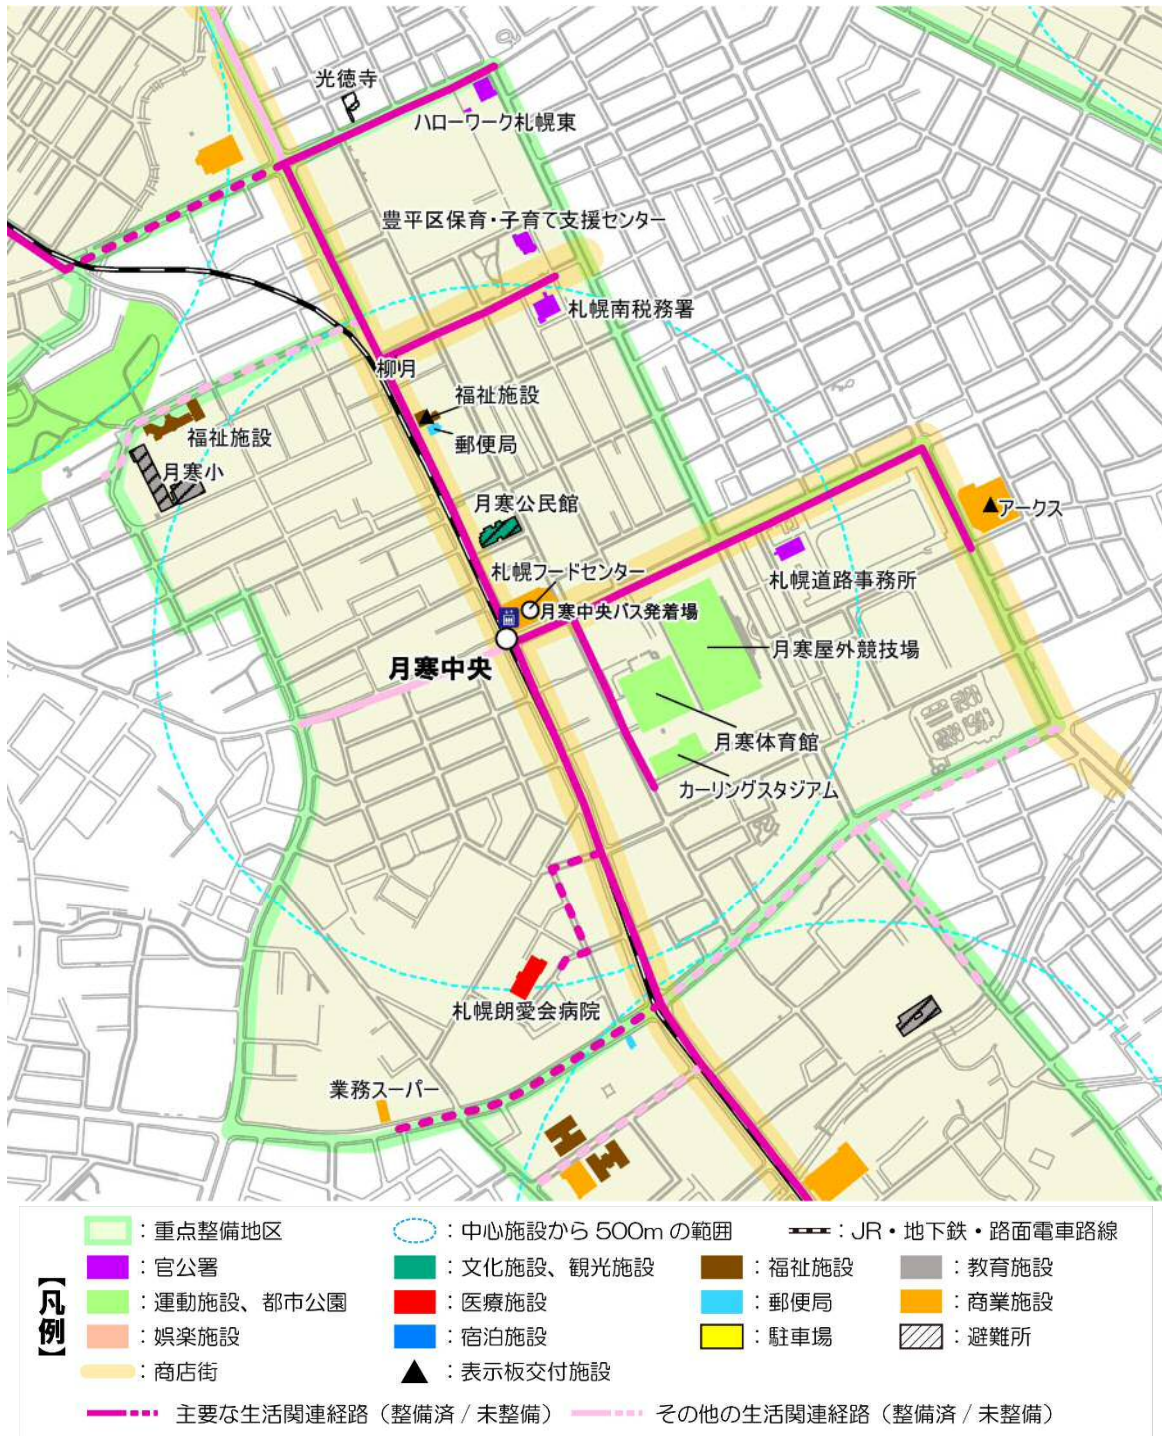 光徳寺
ハローワーク札幌東
豊平区保育・子育て支援センター
札幌南税務署
柳月
福祉施設
郵便局
福祉施設
月寒小
月寒公民館
アークス
札幌フードセンター
札幌道路事務所
月寒中央バス発着場
月寒屋外競技場
月寒中央
月寒体育館
カーリングスタジアム
札幌朗愛会病院
業務スーパー
【凡例】
：重点整備地区
：中心施設から500mの範囲
：JR・地下鉄・路面電車路線
：官公署
：文化施設、観光施設
：福祉施設
：教育施設
：運動施設、都市公園
：医療施設
：郵便局
：商業施設
：娯楽施設
：宿泊施設
：駐車場
：避難所
：商店街
：表示板交付施設
主要な生活関連経路（整備済/未整備）
その他の生活関連経路（整備済/未整備）